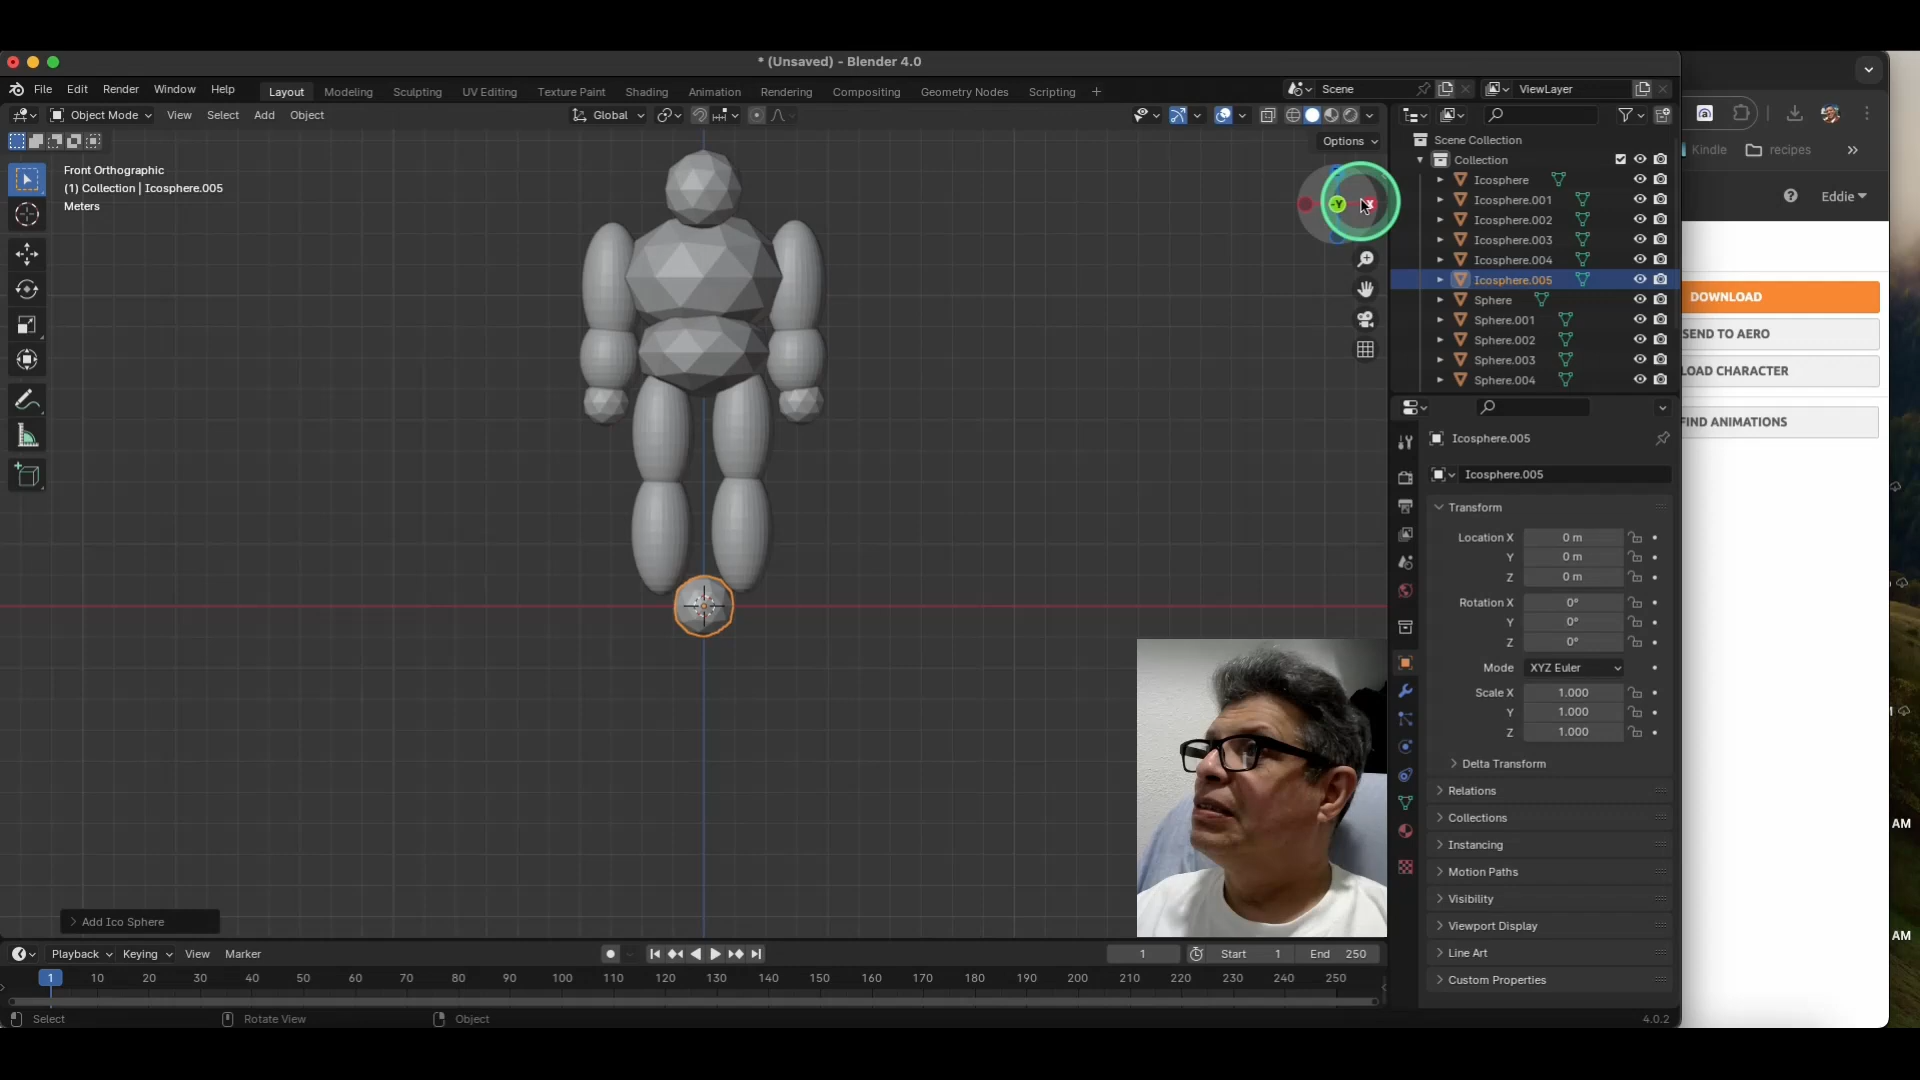 * (Unsaved) - Blender 4.0
File Edit Render Window Help
Layout Modeling Sculpting UV Editing Texture Paint Shading Animation Rendering Compositing Geometry Nodes Scripting +
Scene
ViewLayer
Object Mode View Select Add Object
Global
Options
Front Orthographic
(1) Collection | Icosphere.005
Meters
-Y
X
Scene Collection
Collection
Icosphere
Icosphere.001
Icosphere.002
Icosphere.003
Icosphere.004
Icosphere.005
Sphere
Sphere.001
Sphere.002
Sphere.003
Sphere.004
Icosphere.005
Icosphere.005
Transform
Location X 0 m
Y 0 m
Z 0 m
Rotation X 0°
Y 0°
Z 0°
Mode XYZ Euler
Scale X 1.000
Y 1.000
Z 1.000
Delta Transform
Relations
Collections
Instancing
Motion Paths
Visibility
Viewport Display
Line Art
Custom Properties
Add Ico Sphere
Playback Keying View Marker
1
Start 1
End 250
1 10 20 30 40 50 60 70 80 90 100 110 120 130 140 150 160 170 180 190 200 210 220 230 240 250
Select
Rotate View
Object
4.0.2
Kindle
recipes
Eddie
DOWNLOAD
SEND TO AERO
LOAD CHARACTER
FIND ANIMATIONS
AM
AM